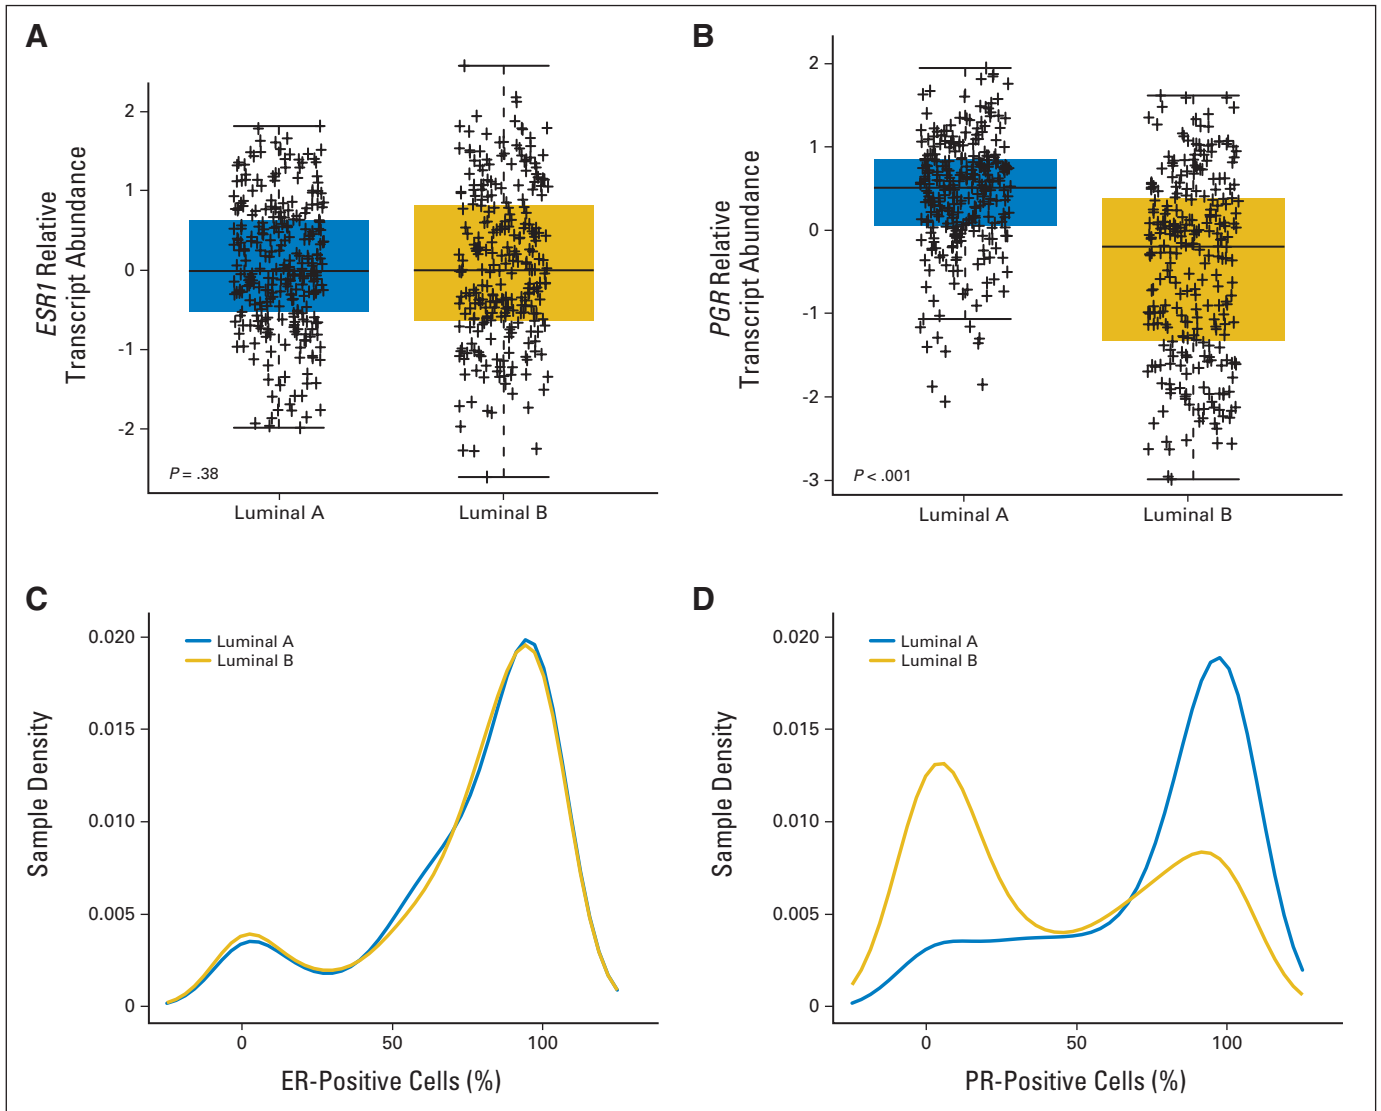 A
ESR1 Relative
Transcript Abundance
2
1
0
-1
-2
P = .38
Luminal A
Luminal B
B
PGR Relative
Transcript Abundance
2
1
0
-1
-2
-3
P < .001
Luminal A
Luminal B
C
Sample Density
0.020
0.015
0.010
0.005
0
Luminal A
Luminal B
0
50
100
ER-Positive Cells (%)
D
Sample Density
0.020
0.015
0.010
0.005
0
Luminal A
Luminal B
0
50
100
PR-Positive Cells (%)